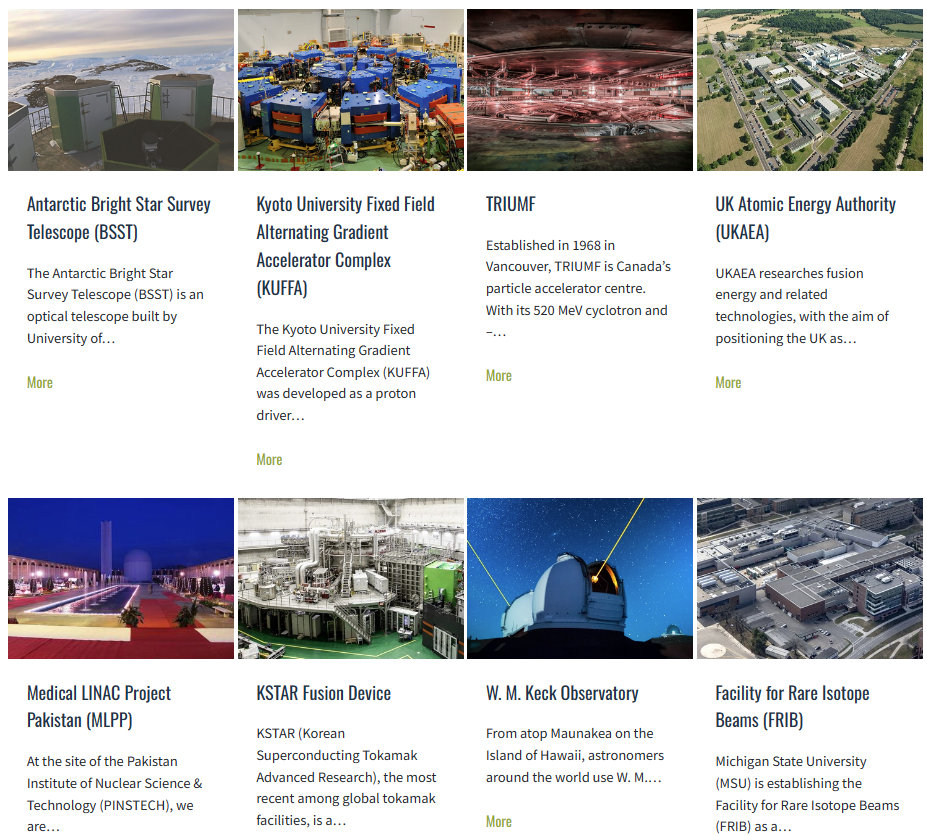 Antarctic Bright Star Survey
Telescope (BSST)
The Antarctic Bright Star
Survey Telescope (BSST) is an
optical telescope built by
University of…
More
Kyoto University Fixed Field
Alternating Gradient
Accelerator Complex
(KUFFA)
The Kyoto University Fixed
Field Alternating Gradient
Accelerator Complex (KUFFA)
was developed as a proton
driver…
More
TRIUMF
Established in 1968 in
Vancouver, TRIUMF is Canada’s
particle accelerator centre.
With its 520 MeV cyclotron and
–…
More
UK Atomic Energy Authority
(UKAEA)
UKAEA researches fusion
energy and related
technologies, with the aim of
positioning the UK as…
More
Medical LINAC Project
Pakistan (MLPP)
At the site of the Pakistan
Institute of Nuclear Science &
Technology (PINSTECH), we
are…
KSTAR Fusion Device
KSTAR (Korean
Superconducting Tokamak
Advanced Research), the most
recent among global tokamak
facilities, is a…
W. M. Keck Observatory
From atop Maunakea on the
Island of Hawaii, astronomers
around the world use W. M.…
More
Facility for Rare Isotope
Beams (FRIB)
Michigan State University
(MSU) is establishing the
Facility for Rare Isotope Beams
(FRIB) as a…